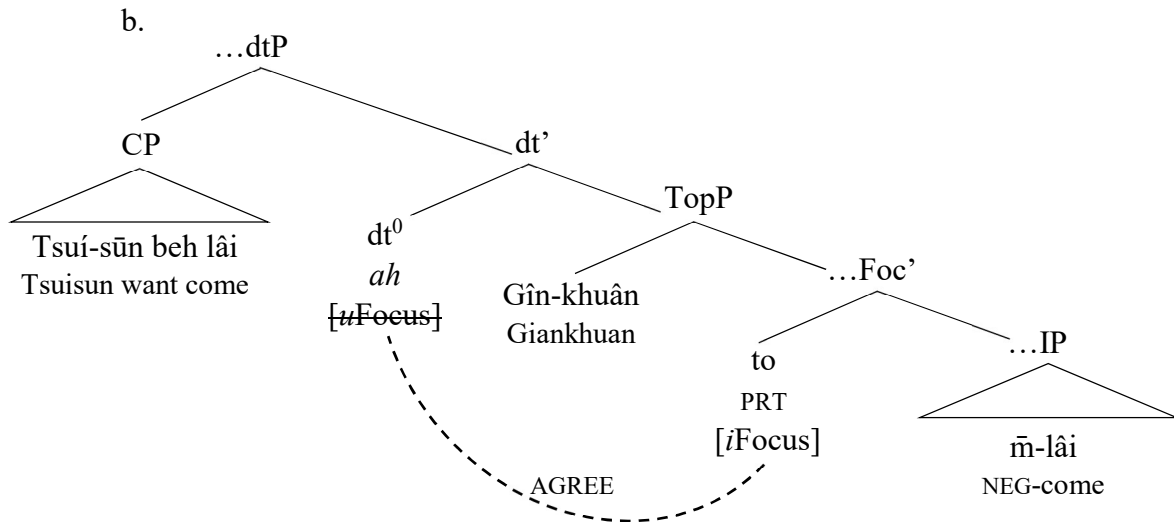 b.
…dtP
CP
dt’
TopP
Tsuí-sūn beh lâi
Tsuisun want come
dt⁰
ah
[uFocus]
Gîn-khuân
Giankhuan
…Foc’
to
PRT
[iFocus]
…IP
m̄-lâi
NEG-come
AGREE